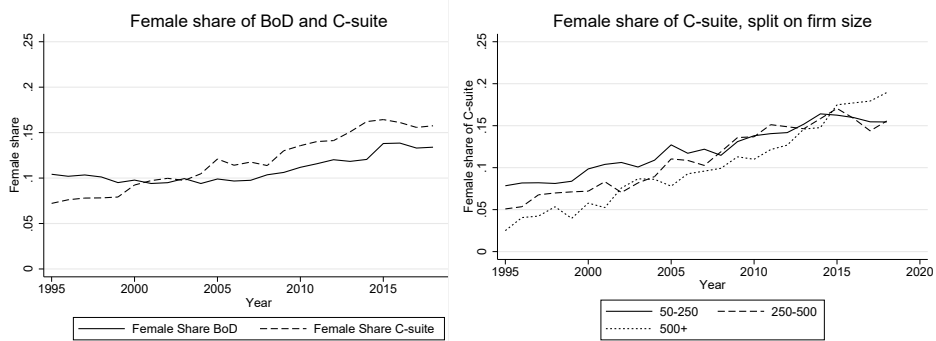 Female share of BoD and C-suite
.25
.2
.15
.1
.05
0
Female share
1995 2000 2005 2010 2015
Year
Female Share BoD Female Share C-suite
Female share of C-suite, split on firm size
.25
.2
.15
.1
.05
0
Female share of C-suite
1995 2000 2005 2010 2015 2020
Year
50-250 250-500
500+